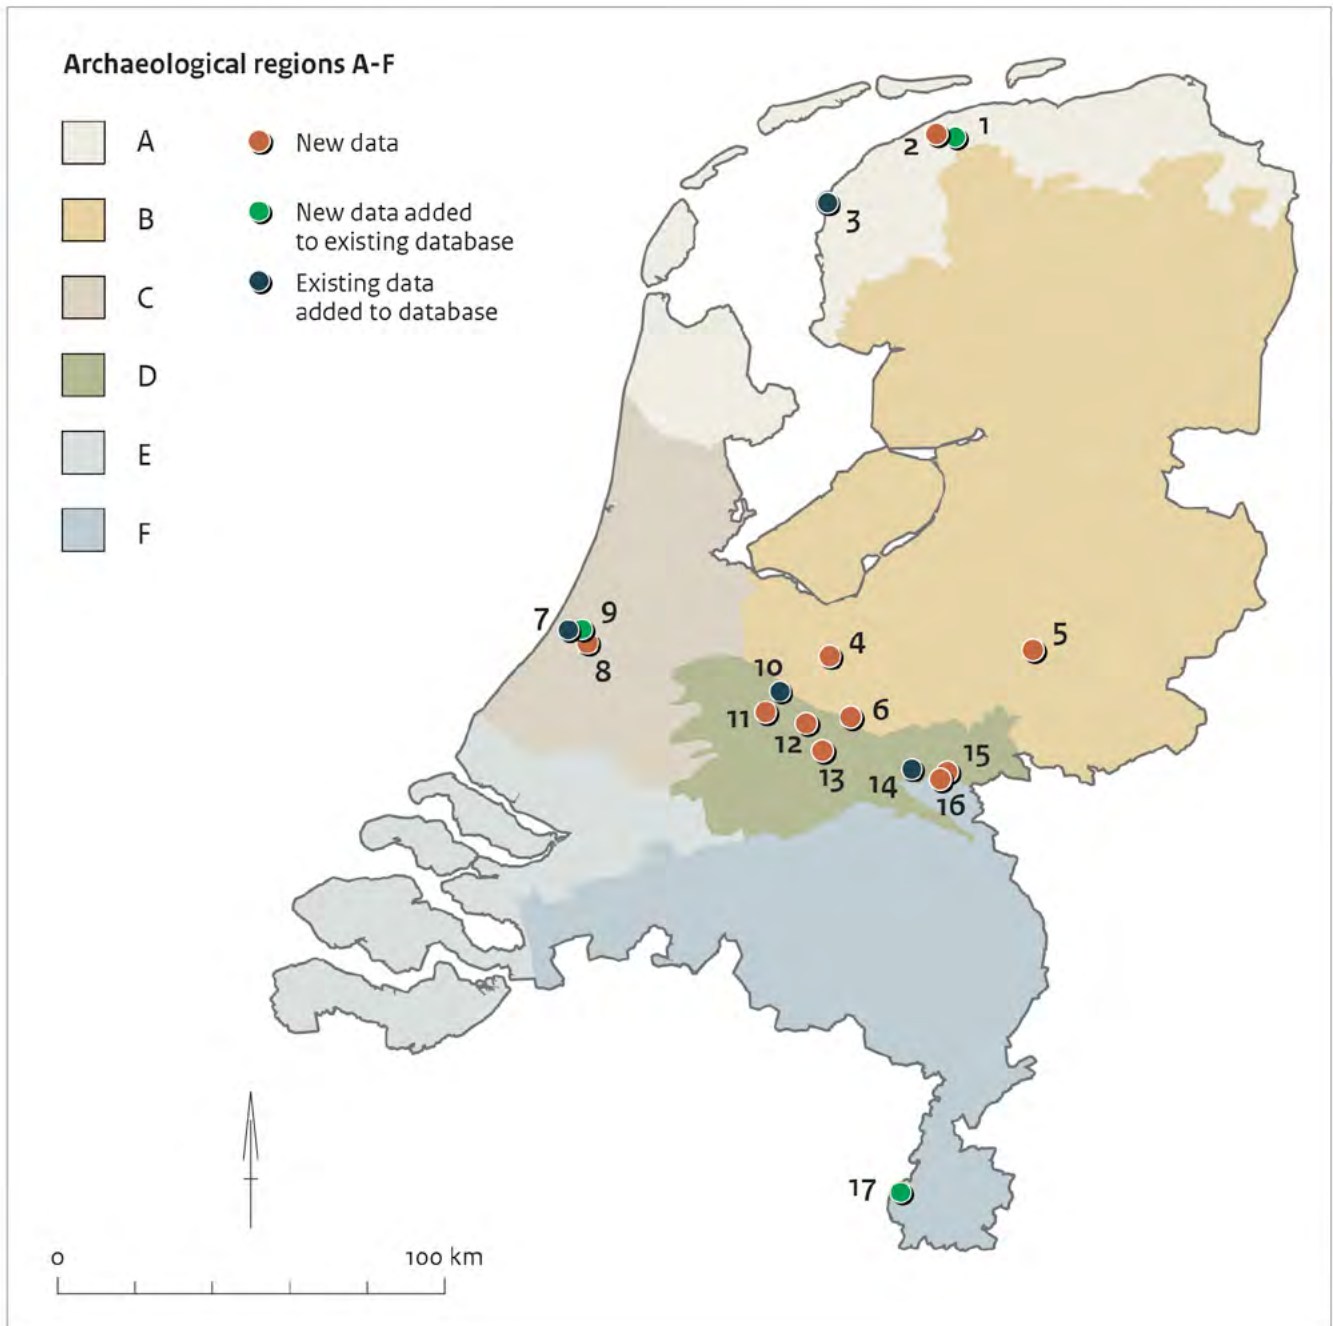 Archaeological regions A-F
A
New data
B
New data added
to existing database
C
Existing data
added to database
D
E
F
1
2
3
7
9
8
4
5
10
11
6
12
13
14
15
16
17
0
100 km